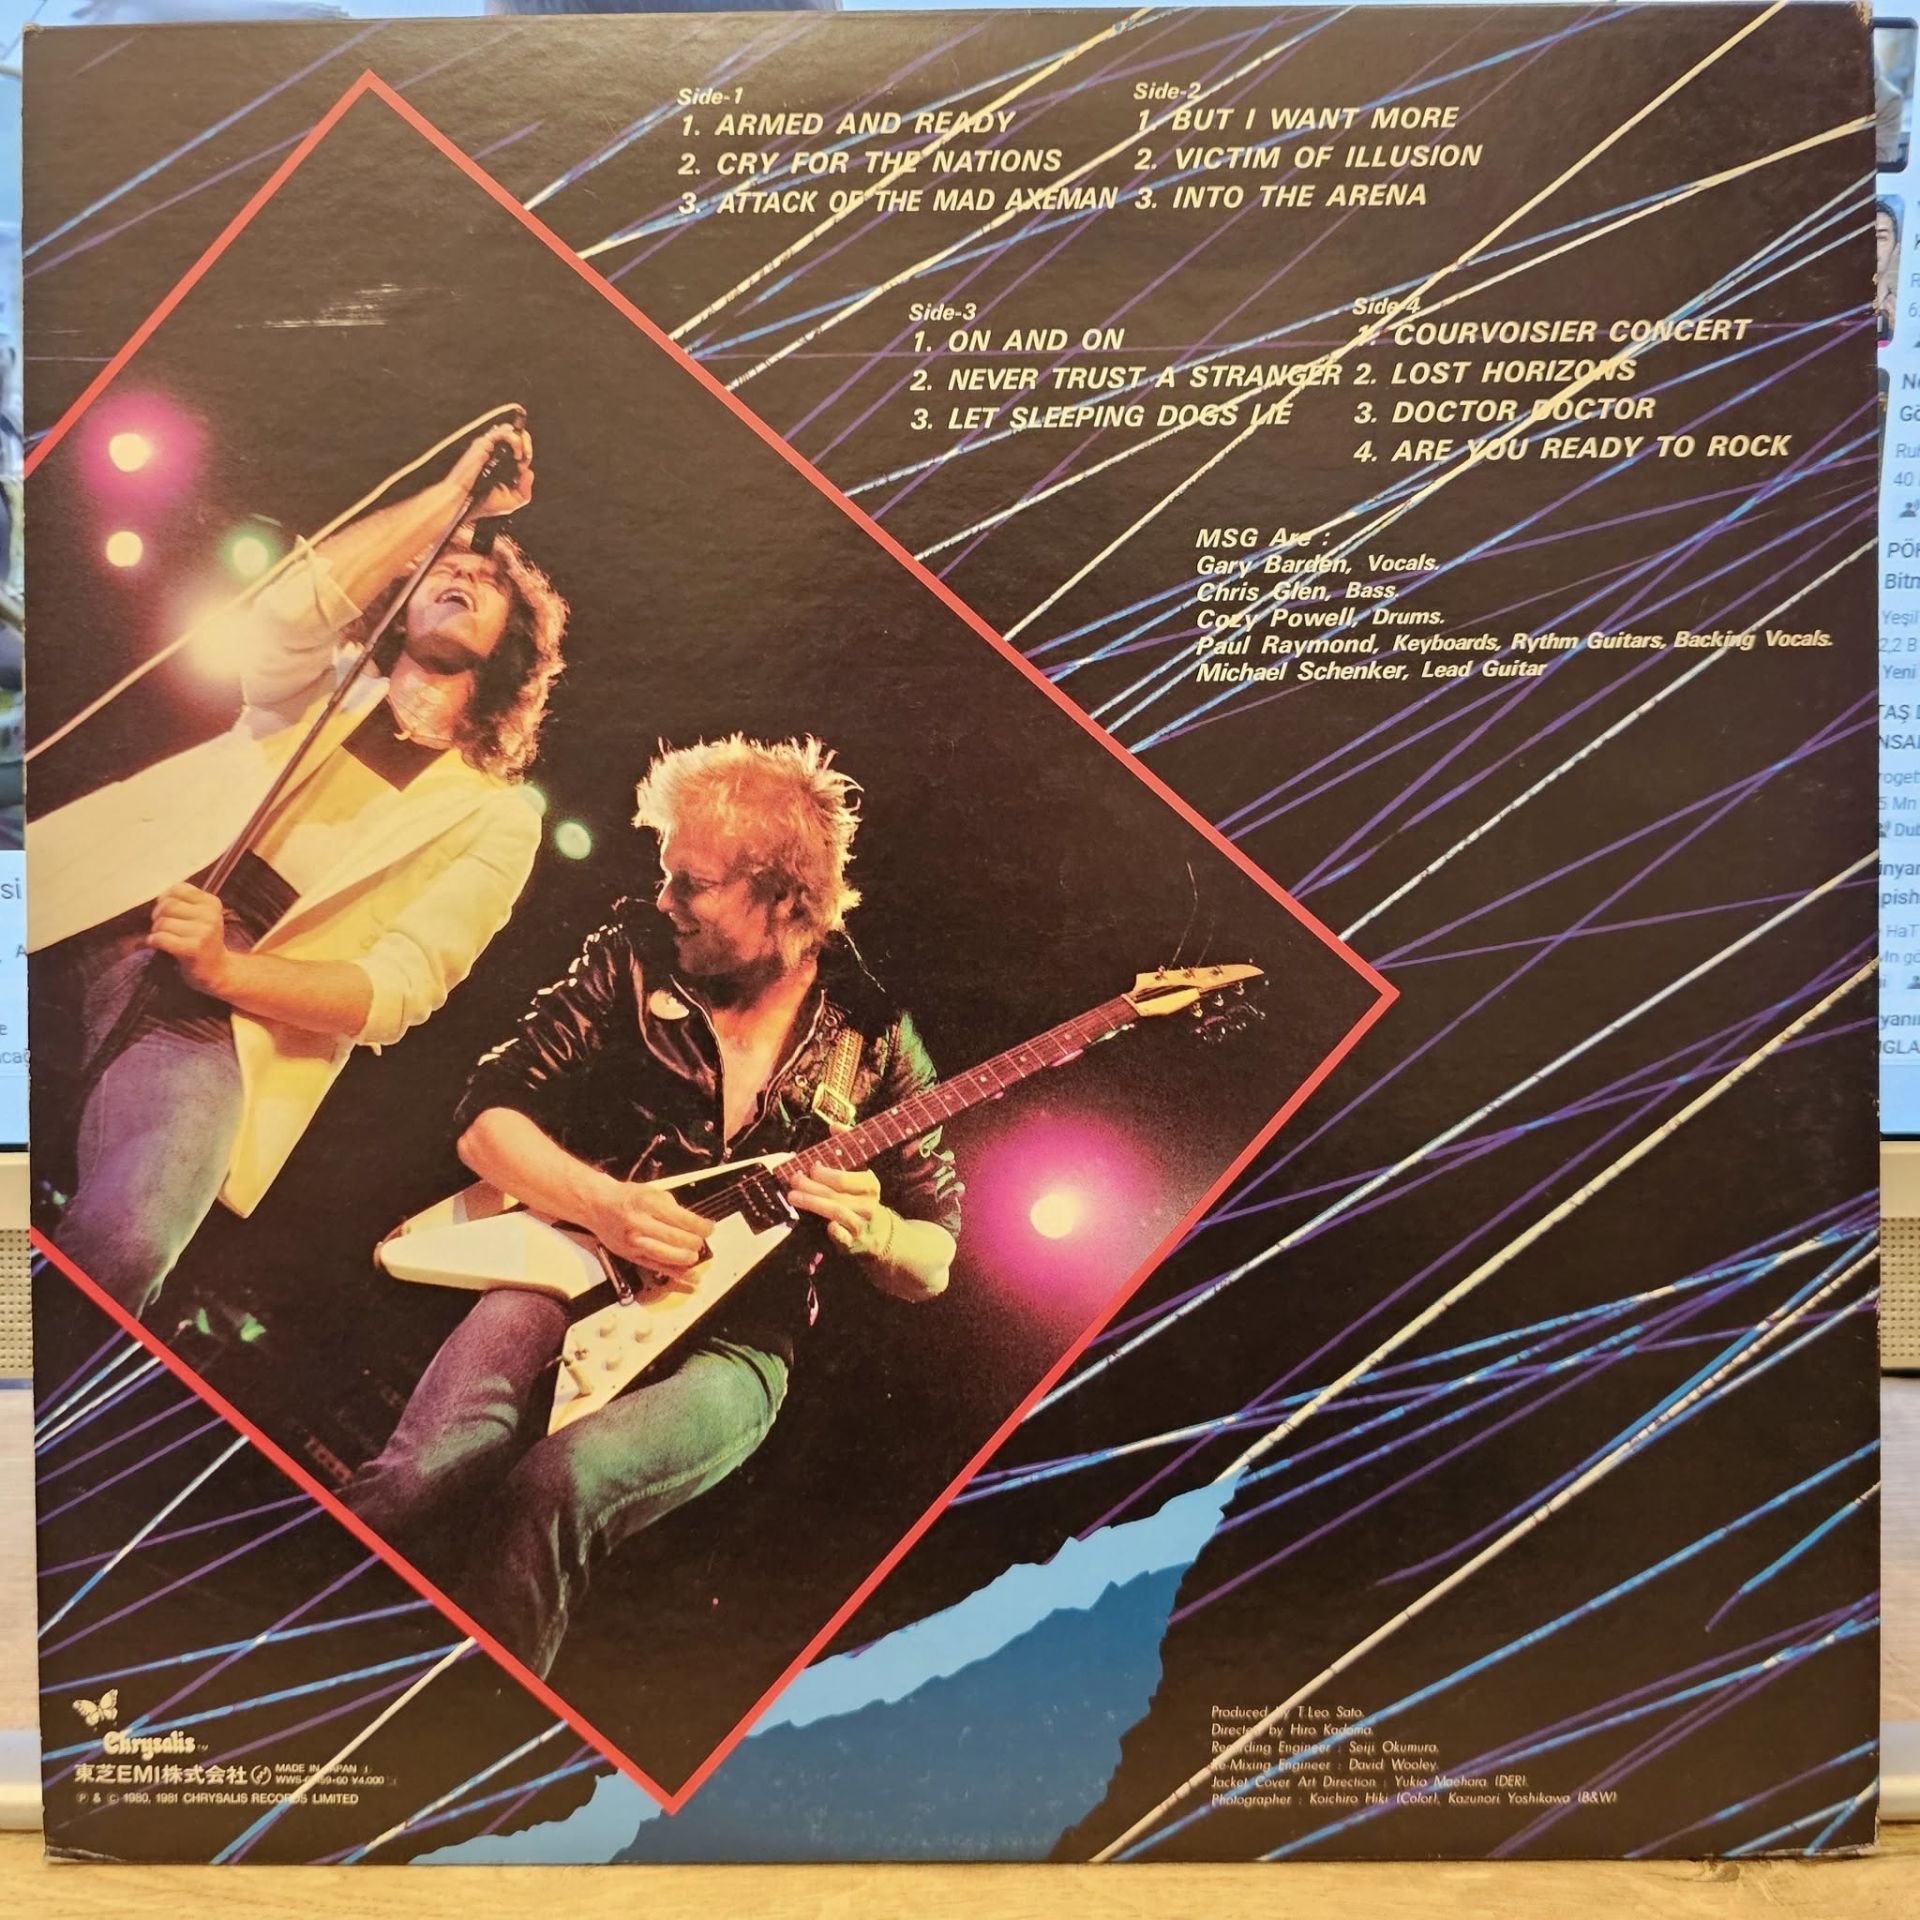 Side-1
1. ARMED AND READY
2. CRY FOR THE NATIONS
3. ATTACK OF THE MAD AXEMAN
Side-2
1. BUT I WANT MORE
2. VICTIM OF ILLUSION
3. INTO THE ARENA
Side-3
1. ON AND ON
2. NEVER TRUST A STRANGER
3. LET SLEEPING DOGS LIE
Side-4
1. COURVOISIER CONCERT
2. LOST HORIZONS
3. DOCTOR DOCTOR
4. ARE YOU READY TO ROCK
MSG Are :
Gary Barden, Vocals.
Chris Glen, Bass.
Cozy Powell, Drums.
Paul Raymond, Keyboards, Rythm Guitars, Backing Vocals.
Michael Schenker, Lead Guitar
Produced by T.Leo Sato.
Directed by Hiro Kadoma.
Recording Engineer : Seiji Okumura.
Re-Mixing Engineer : David Wooley.
Jacket Cover Art Direction : Yukio Maehara (DER).
Photographer : Koichiro Hiki (Color), Kazunori Yoshikawa (B&W)
Chrysalis
東芝EMI株式会社
MADE IN JAPAN
¥4,000
Ⓟ & © 1980, 1981 CHRYSALIS RECORDS LIMITED